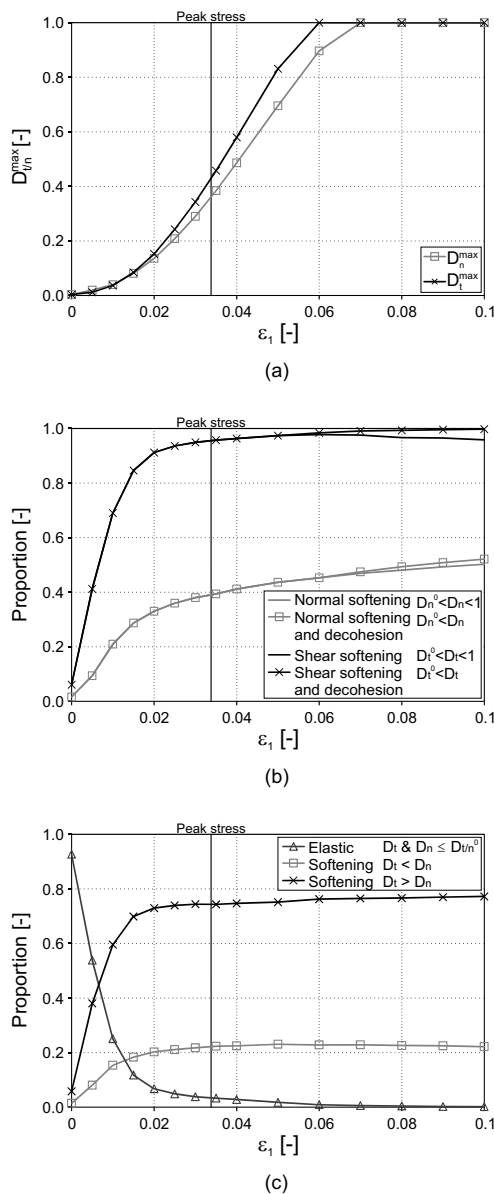 Peak stress
1.0
0.8
0.6
0.4
0.2
0.0
D t/n max [-]
D n max
D t max
0 0.02 0.04 0.06 0.08 0.1
ε1 [-]
(a)
Peak stress
1.0
0.8
0.6
0.4
0.2
0.0
Proportion [-]
Normal softening Dn0<Dn<1
Normal softening Dn0<Dn
and decohesion
Shear softening Dt0<Dt<1
Shear softening Dt0<Dt
and decohesion
0 0.02 0.04 0.06 0.08 0.1
ε1 [-]
(b)
Peak stress
1.0
0.8
0.6
0.4
0.2
0.0
Proportion [-]
Elastic Dt & Dn ≤ Dt/n0
Softening Dt < Dn
Softening Dt > Dn
0 0.02 0.04 0.06 0.08 0.1
ε1 [-]
(c)